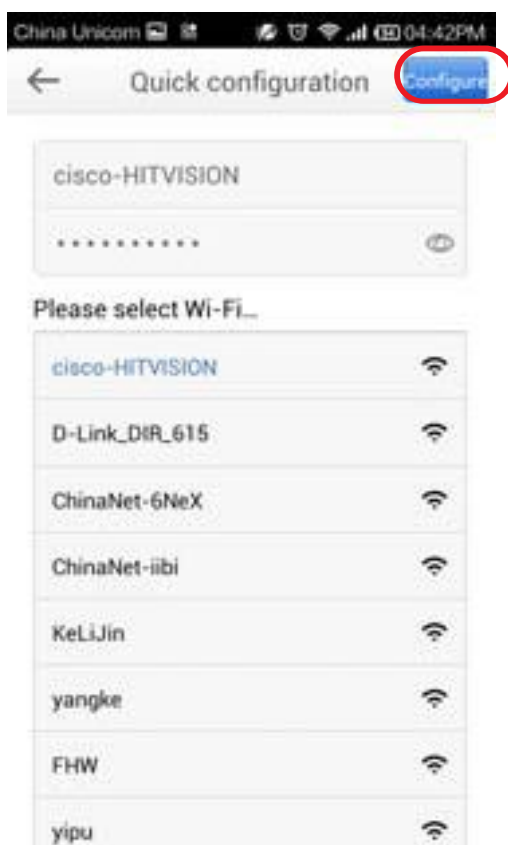 China Unicom 04:42PM
Quick configuration Configure
cisco-HITVISION
••••••••••
Please select Wi-Fi...
cisco-HITVISION
D-Link_DIR_615
ChinaNet-6NeX
ChinaNet-iibi
KeLiJin
yangke
FHW
yipu